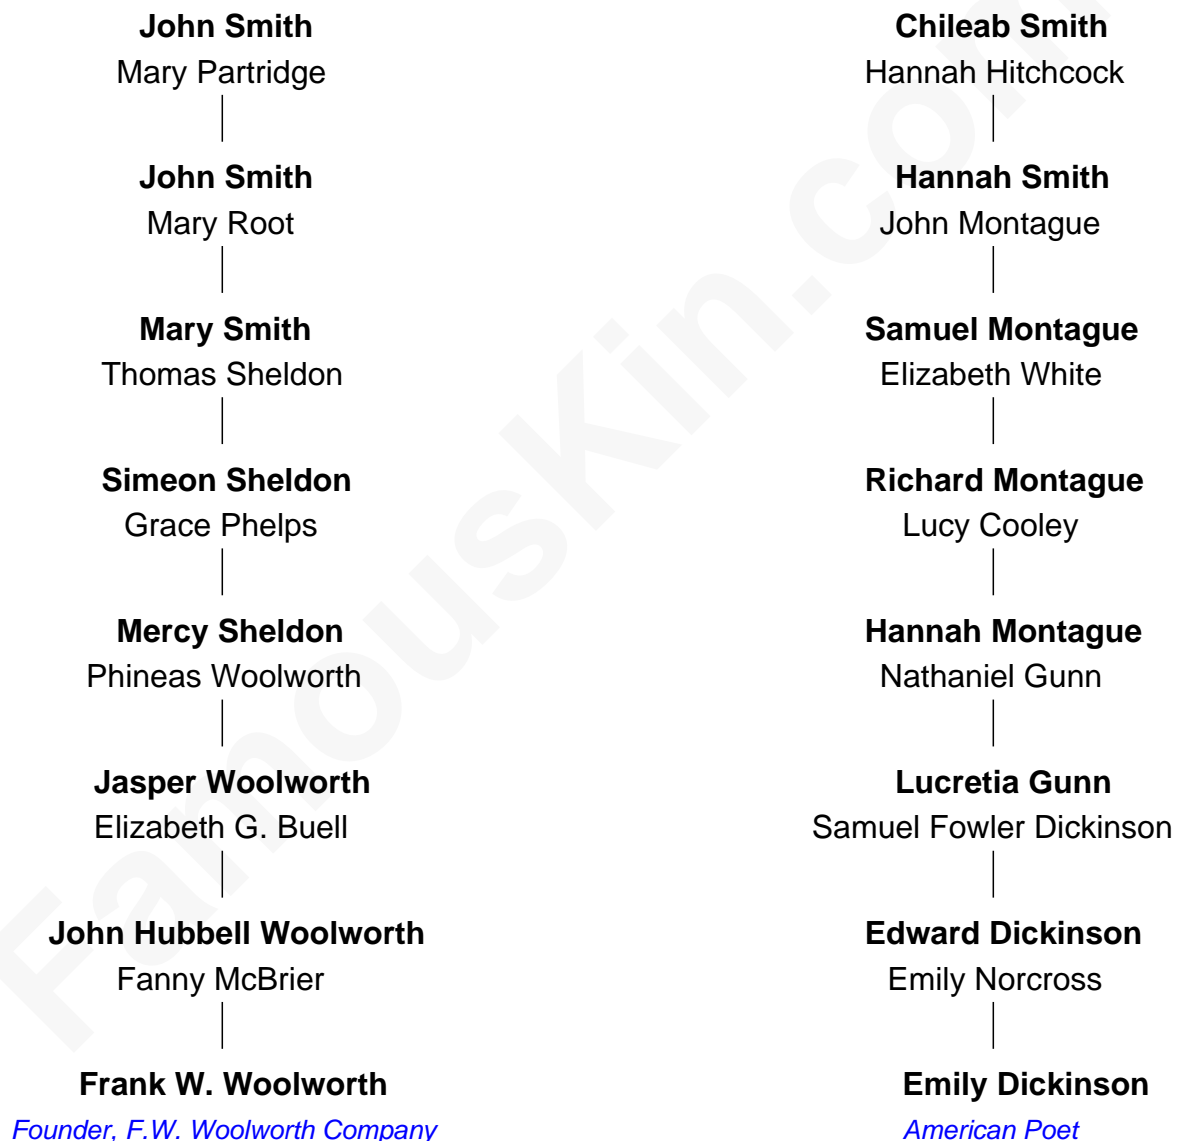 John Smith
Mary Partridge
John Smith
Mary Root
Mary Smith
Thomas Sheldon
Simeon Sheldon
Grace Phelps
Mercy Sheldon
Phineas Woolworth
Jasper Woolworth
Elizabeth G. Buell
John Hubbell Woolworth
Fanny McBrier
Frank W. Woolworth
Founder, F.W. Woolworth Company
Chileab Smith
Hannah Hitchcock
Hannah Smith
John Montague
Samuel Montague
Elizabeth White
Richard Montague
Lucy Cooley
Hannah Montague
Nathaniel Gunn
Lucretia Gunn
Samuel Fowler Dickinson
Edward Dickinson
Emily Norcross
Emily Dickinson
American Poet
FamousKin.com